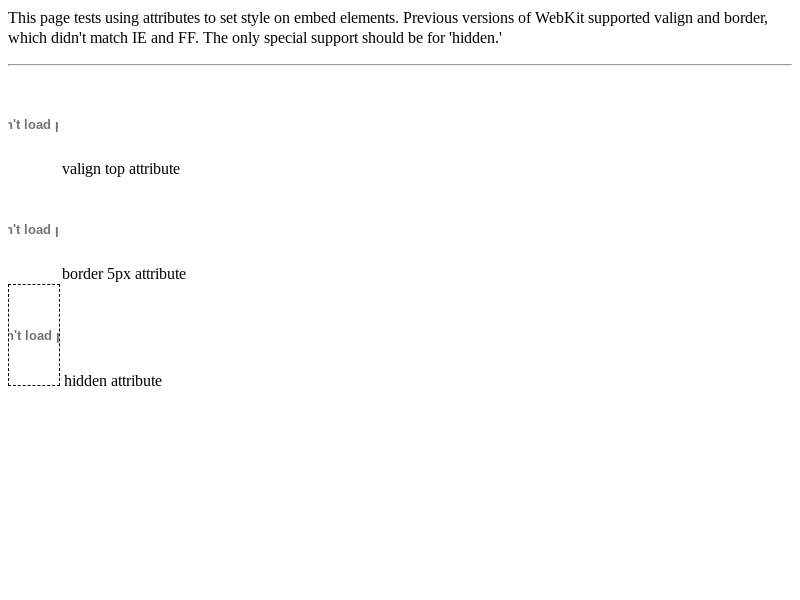 This page tests using attributes to set style on embed elements. Previous versions of WebKit supported valign and border,
which didn't match IE and FF. The only special support should be for 'hidden.'
't load
valign top attribute
't load
border 5px attribute
't load
hidden attribute